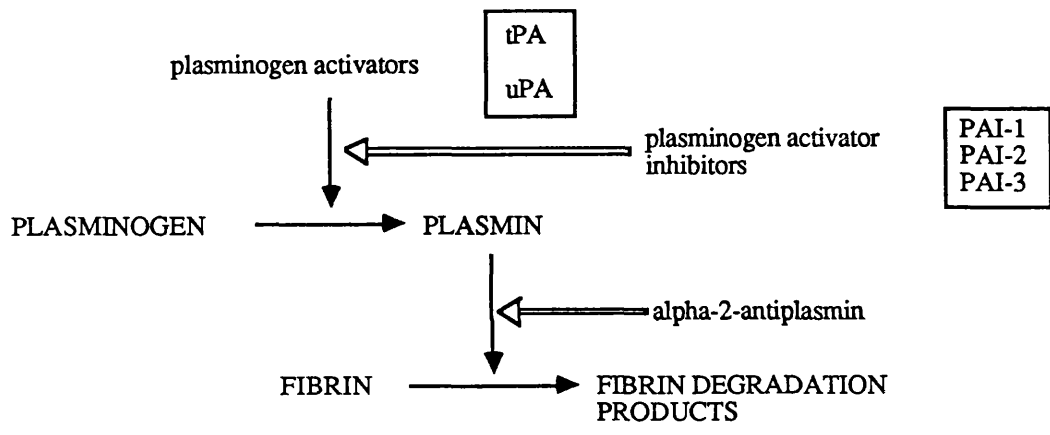 tPA
plasminogen activators
uPA
plasminogen activator
inhibitors
PAI-1
PAI-2
PAI-3
PLASMINOGEN
PLASMIN
alpha-2-antiplasmin
FIBRIN
FIBRIN DEGRADATION
PRODUCTS